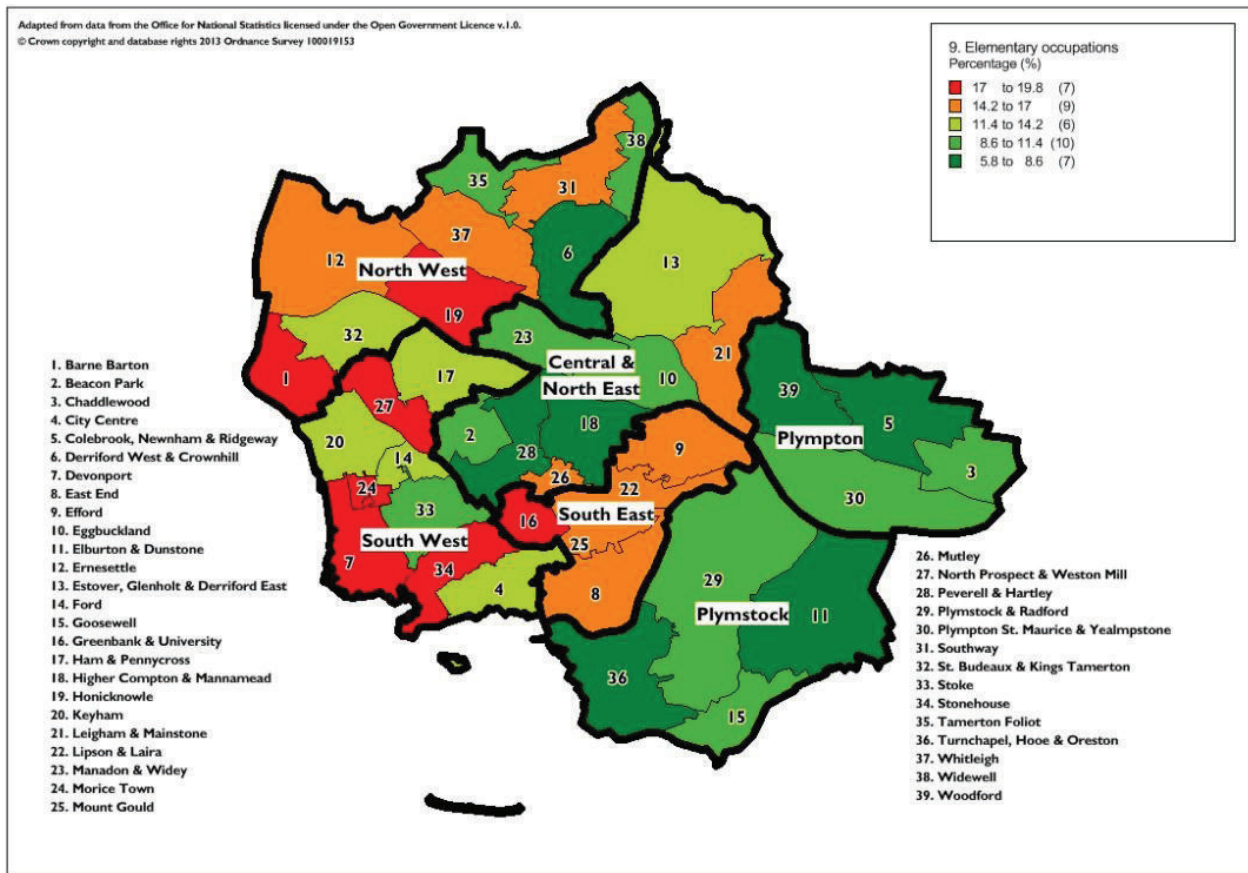 Adapted from data from the Office for National Statistics licensed under the Open Government Licence v.1.0.
© Crown copyright and database rights 2013 Ordnance Survey 100019153
9. Elementary occupations
Percentage (%)
17 to 19.8 (7)
14.2 to 17 (9)
11.4 to 14.2 (6)
8.6 to 11.4 (10)
5.8 to 8.6 (7)
38
35
31
37
6
12
13
North West
19
32
23
21
Central &
North East
10
1
17
39
27
5
18
20
2
Plympton
9
14
28
3
26
22
24
30
33
16
South East
South West
25
7
34
29
4
8
Plymstock
11
36
15
1. Barne Barton
2. Beacon Park
3. Chaddlewood
4. City Centre
5. Colebrook, Newnham & Ridgeway
6. Derriford West & Crownhill
7. Devonport
8. East End
9. Efford
10. Eggbuckland
11. Elburton & Dunstone
12. Ernesettle
13. Estover, Glenholt & Derriford East
14. Ford
15. Goosewell
16. Greenbank & University
17. Ham & Pennycross
18. Higher Compton & Mannamead
19. Honicknowle
20. Keyham
21. Leigham & Mainstone
22. Lipson & Laira
23. Manadon & Widey
24. Morice Town
25. Mount Gould
26. Mutley
27. North Prospect & Weston Mill
28. Peverell & Hartley
29. Plymstock & Radford
30. Plympton St. Maurice & Yealmpstone
31. Southway
32. St. Budeaux & Kings Tamerton
33. Stoke
34. Stonehouse
35. Tamerton Foliot
36. Turnchapel, Hooe & Oreston
37. Whitleigh
38. Widewell
39. Woodford